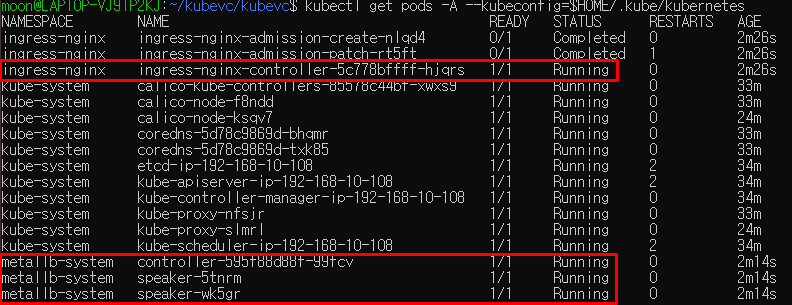 moon@LAPTOP-VJ9TP2KJ:~/kubevc/kubevc$ kubectl get pods -A --kubeconfig=$HOME/.kube/kubernetes
NAMESPACE NAME READY STATUS RESTARTS AGE
ingress-nginx ingress-nginx-admission-create-nlqd4 0/1 Completed 0 2m26s
ingress-nginx ingress-nginx-admission-patch-rt5ft 0/1 Completed 1 2m26s
ingress-nginx ingress-nginx-controller-5c778bffff-hjqrs 1/1 Running 0 2m26s
kube-system calico-kube-controllers-85578c44bf-xwxs9 1/1 Running 0 33m
kube-system calico-node-f8ndd 1/1 Running 0 33m
kube-system calico-node-ksqv7 1/1 Running 0 24m
kube-system coredns-5d78c9869d-bhqmr 1/1 Running 0 33m
kube-system coredns-5d78c9869d-txk85 1/1 Running 0 33m
kube-system etcd-ip-192-168-10-108 1/1 Running 2 34m
kube-system kube-apiserver-ip-192-168-10-108 1/1 Running 2 34m
kube-system kube-controller-manager-ip-192-168-10-108 1/1 Running 0 34m
kube-system kube-proxy-nfsjr 1/1 Running 0 33m
kube-system kube-proxy-slmrl 1/1 Running 0 24m
kube-system kube-scheduler-ip-192-168-10-108 1/1 Running 2 34m
metallb-system controller-595f88d88f-99fcv 1/1 Running 0 2m14s
metallb-system speaker-5tnrm 1/1 Running 0 2m14s
metallb-system speaker-wk5gr 1/1 Running 0 2m14s